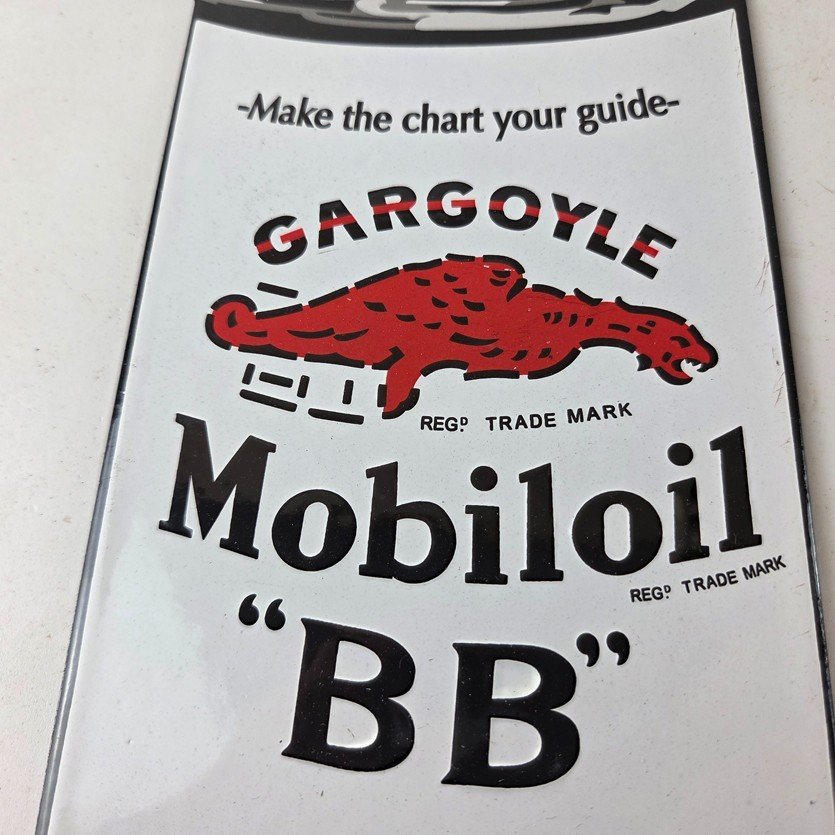 -Make the chart your guide-
GARGOYLE
REGD. TRADE MARK
Mobiloil
REGD. TRADE MARK
“BB”